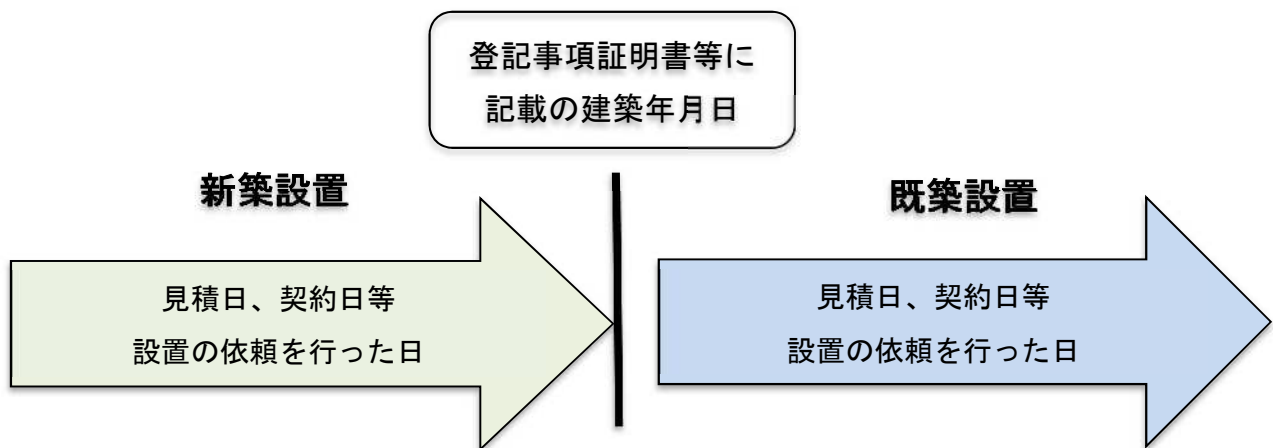 登記事項証明書等に
記載の建築年月日
新築設置
既築設置
見積日、契約日等
設置の依頼を行った日
見積日、契約日等
設置の依頼を行った日